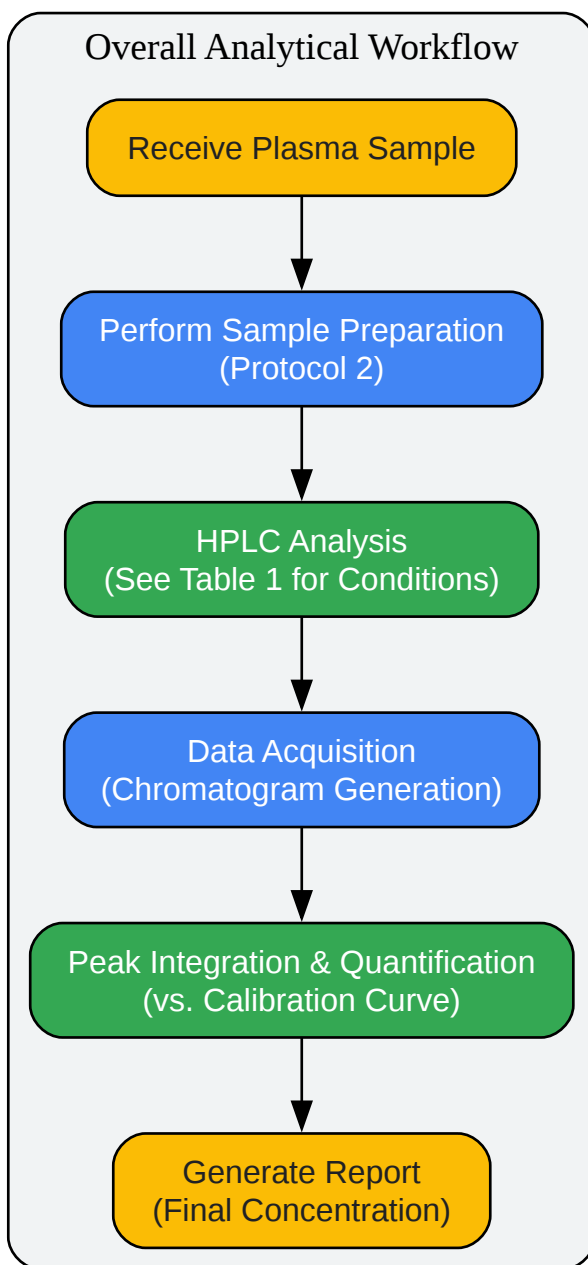 Overall Analytical Workflow
Receive Plasma Sample
Perform Sample Preparation
(Protocol 2)
HPLC Analysis
(See Table 1 for Conditions)
Data Acquisition
(Chromatogram Generation)
Peak Integration & Quantification
(vs. Calibration Curve)
Generate Report
(Final Concentration)